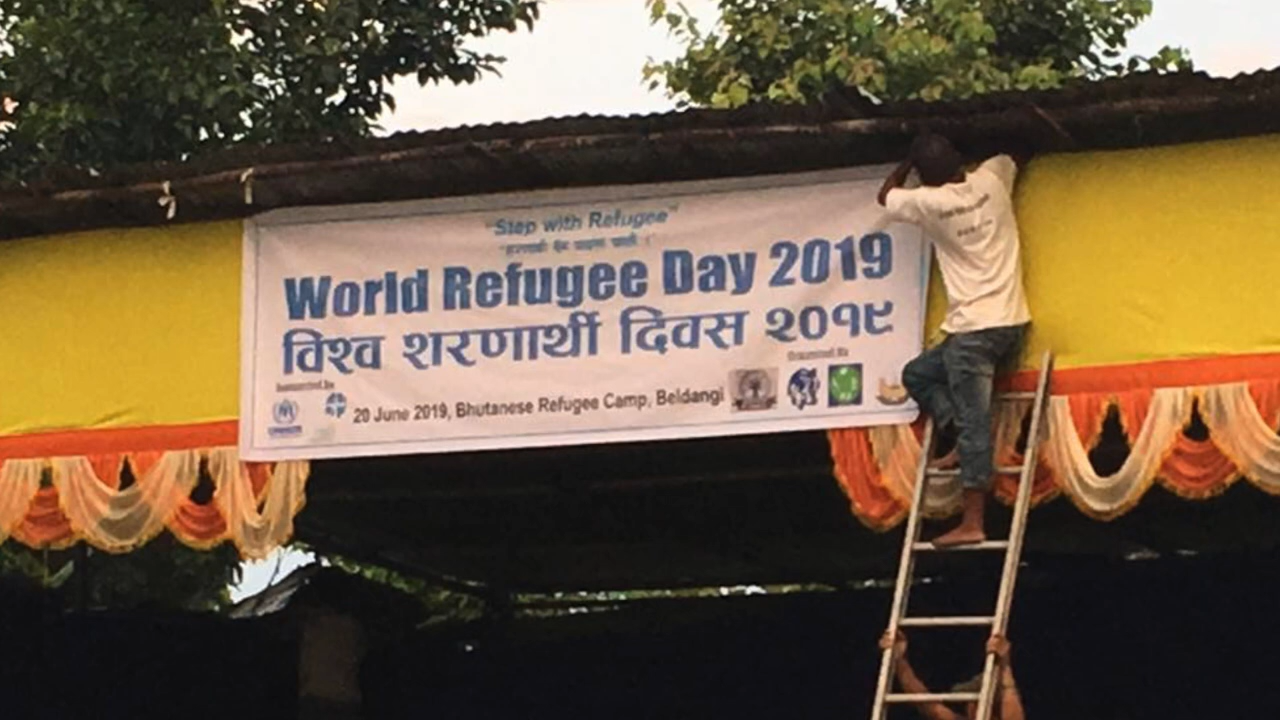 "Step with Refugee"
World Refugee Day 2019
विश्व शरणार्थी दिवस २०१९
20 June 2019, Bhutanese Refugee Camp, Beldangi